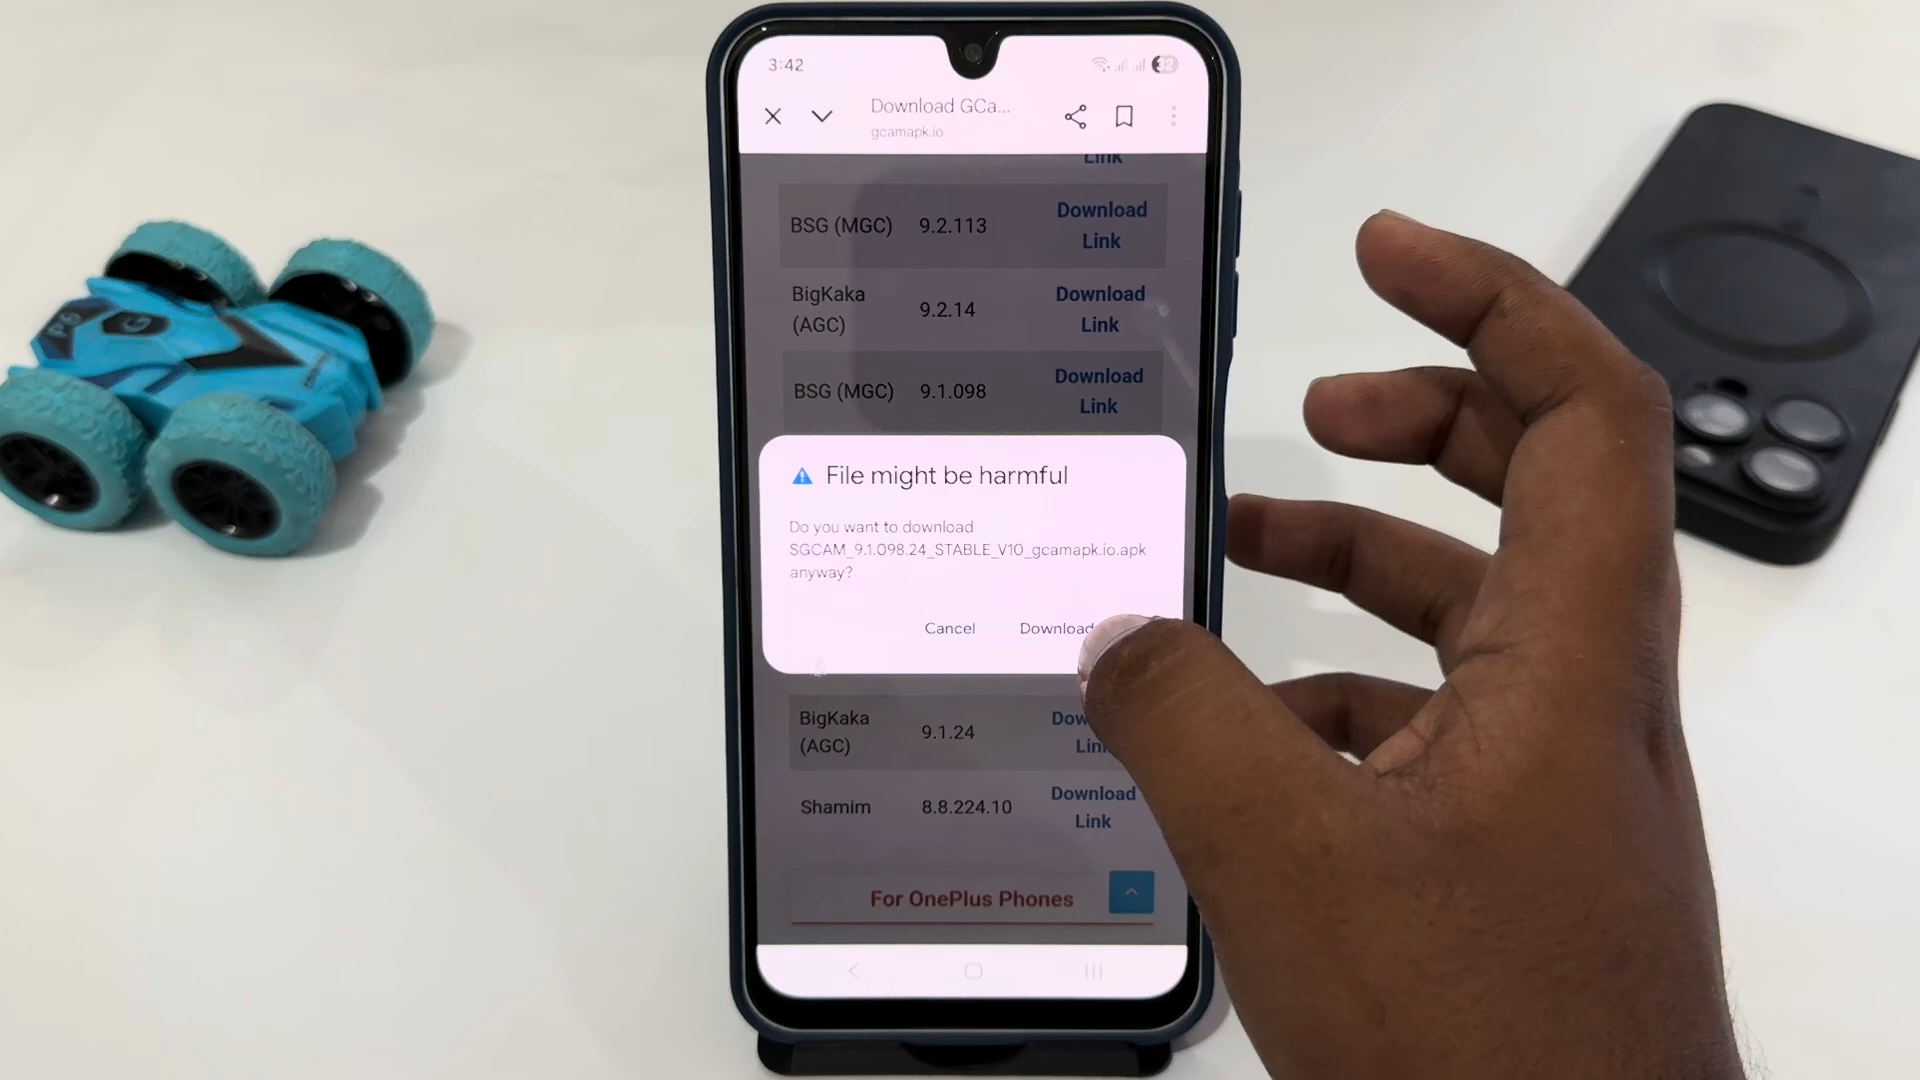 3:42
32
Download GCa...
gcamapk.io
Link
BSG (MGC) 9.2.113 Download
Link
BigKaka
(AGC) 9.2.14 Download
Link
BSG (MGC) 9.1.098 Download
Link
File might be harmful
Do you want to download
SGCAM_9.1.098.24_STABLE_V10_gcamapk.io.apk
anyway?
Cancel Download
BigKaka
(AGC) 9.1.24
Shamim 8.8.224.10 Download
Link
For OnePlus Phones
G